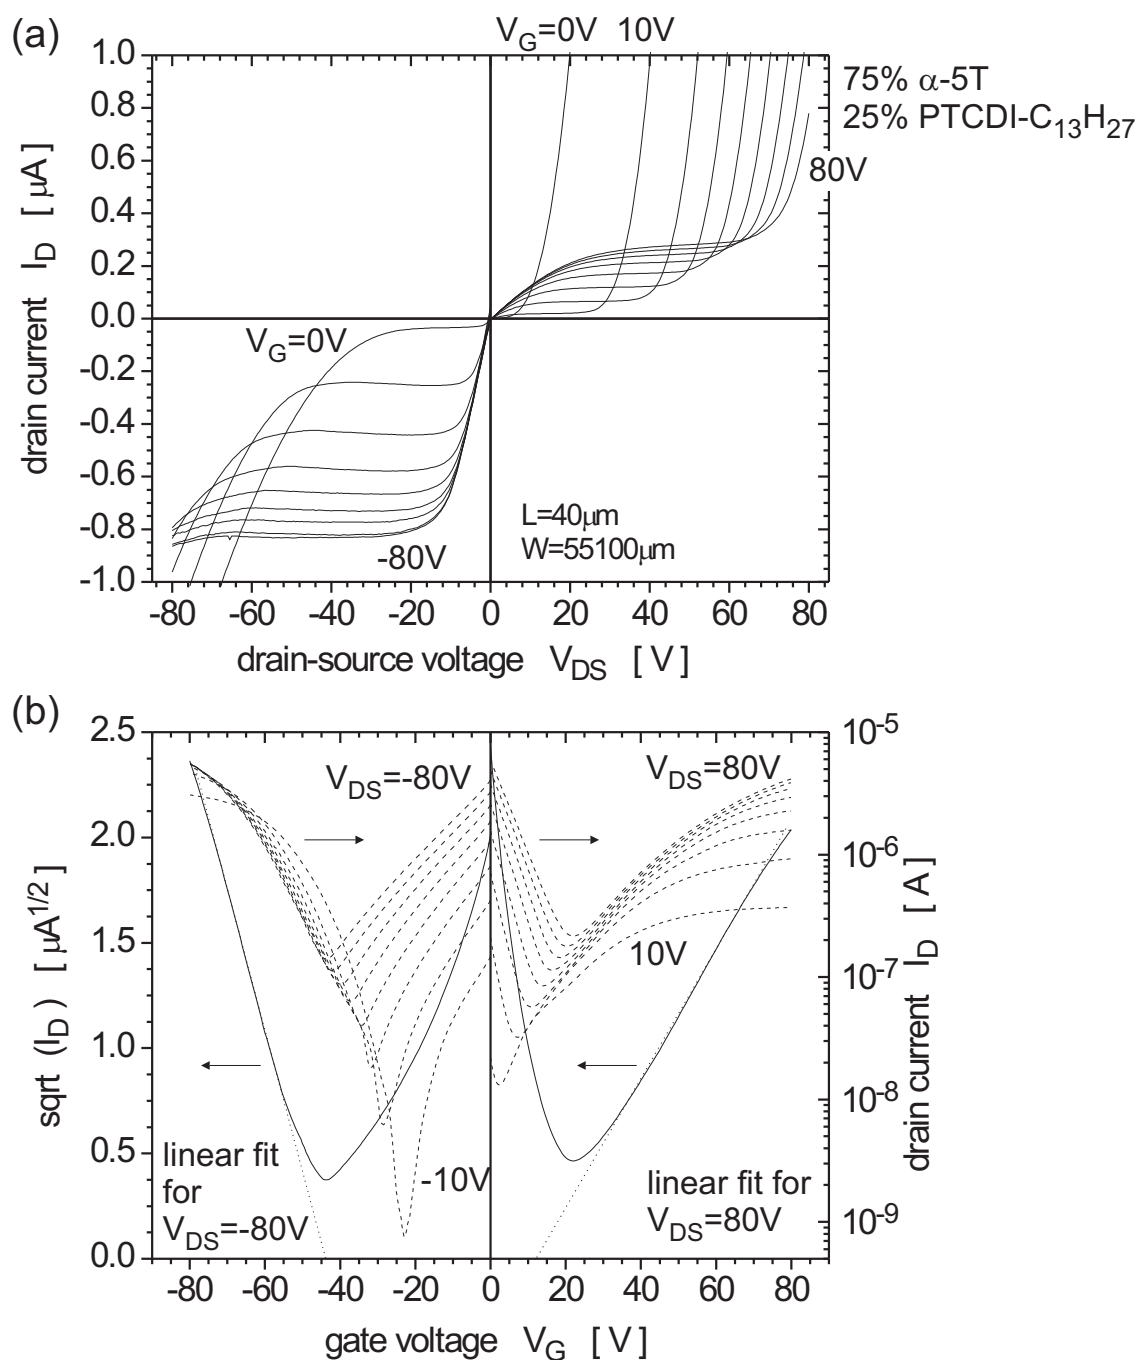 (a)
V_G=0V 10V
75% α-5T
25% PTCDI-C₁₃H₂₇
80V
1.0
0.8
0.6
0.4
0.2
0.0
-0.2
-0.4
-0.6
-0.8
-1.0
drain current I_D [ μA ]
V_G=0V
-80V
L=40μm
W=55100μm
-80 -60 -40 -20 0 20 40 60 80
drain-source voltage V_DS [ V ]
(b)
2.5
2.0
1.5
1.0
0.5
0.0
sqrt (I_D ) [ μA^1/2 ]
V_DS=-80V
V_DS=80V
10V
-10V
linear fit
for
V_DS=-80V
linear fit for
V_DS=80V
10⁻⁵
10⁻⁶
10⁻⁷
10⁻⁸
10⁻⁹
drain current I_D [ A ]
-80 -60 -40 -20 0 20 40 60 80
gate voltage V_G [ V ]